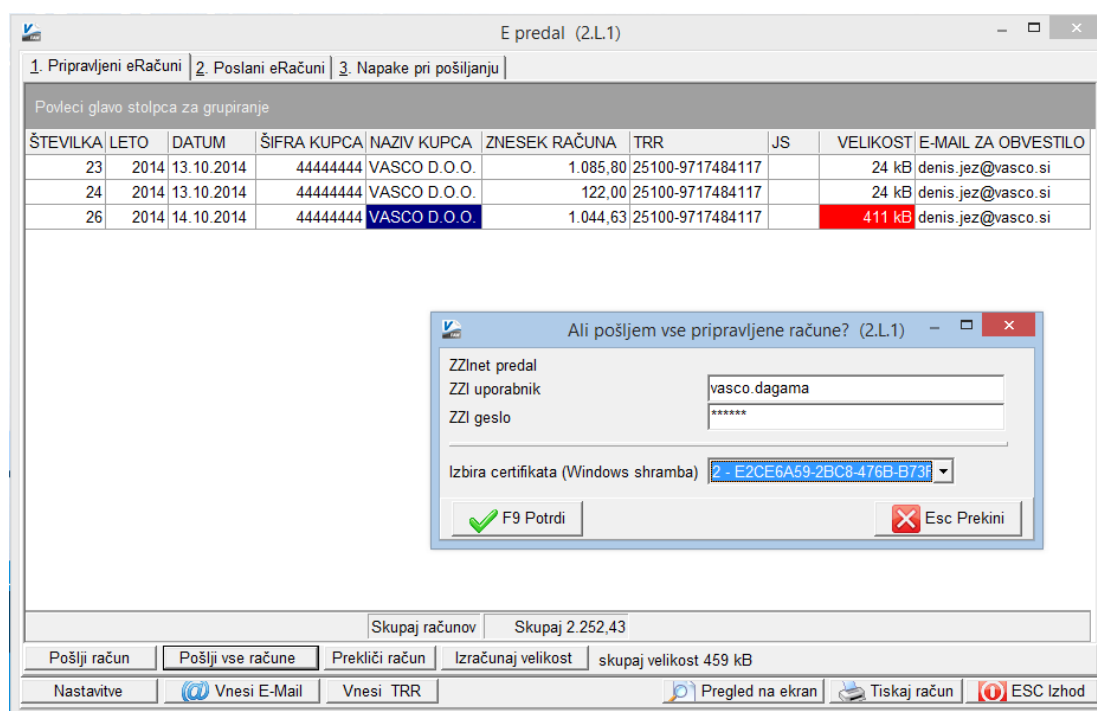 E predal (2.L.1)
1. Pripravljeni eRačuni 2. Poslani eRačuni 3. Napake pri pošiljanju
Povleci glavo stolpca za grupiranje
ŠTEVILKA LETO DATUM ŠIFRA KUPCA NAZIV KUPCA ZNESEK RAČUNA TRR JS VELIKOST E-MAIL ZA OBVESTILO
23 2014 13.10.2014 44444444 VASCO D.O.O. 1.085,80 25100-9717484117 24 kB denis.jez@vasco.si
24 2014 13.10.2014 44444444 VASCO D.O.O. 122,00 25100-9717484117 24 kB denis.jez@vasco.si
26 2014 14.10.2014 44444444 VASCO D.O.O. 1.044,63 25100-9717484117 411 kB denis.jez@vasco.si
Ali pošljem vse pripravljene račune? (2.L.1)
ZZInet predal
ZZI uporabnik vasco.dagama
ZZI geslo ******
Izbira certifikata (Windows shramba) 2 - E2CE6A59-2BC8-476B-B73F
F9 Potrdi Esc Prekini
Skupaj računov Skupaj 2.252,43
Pošlji račun Pošlji vse račune Prekliči račun Izračunaj velikost skupaj velikost 459 kB
Nastavitve Vnesi E-Mail Vnesi TRR Pregled na ekran Tiskaj račun ESC Izhod